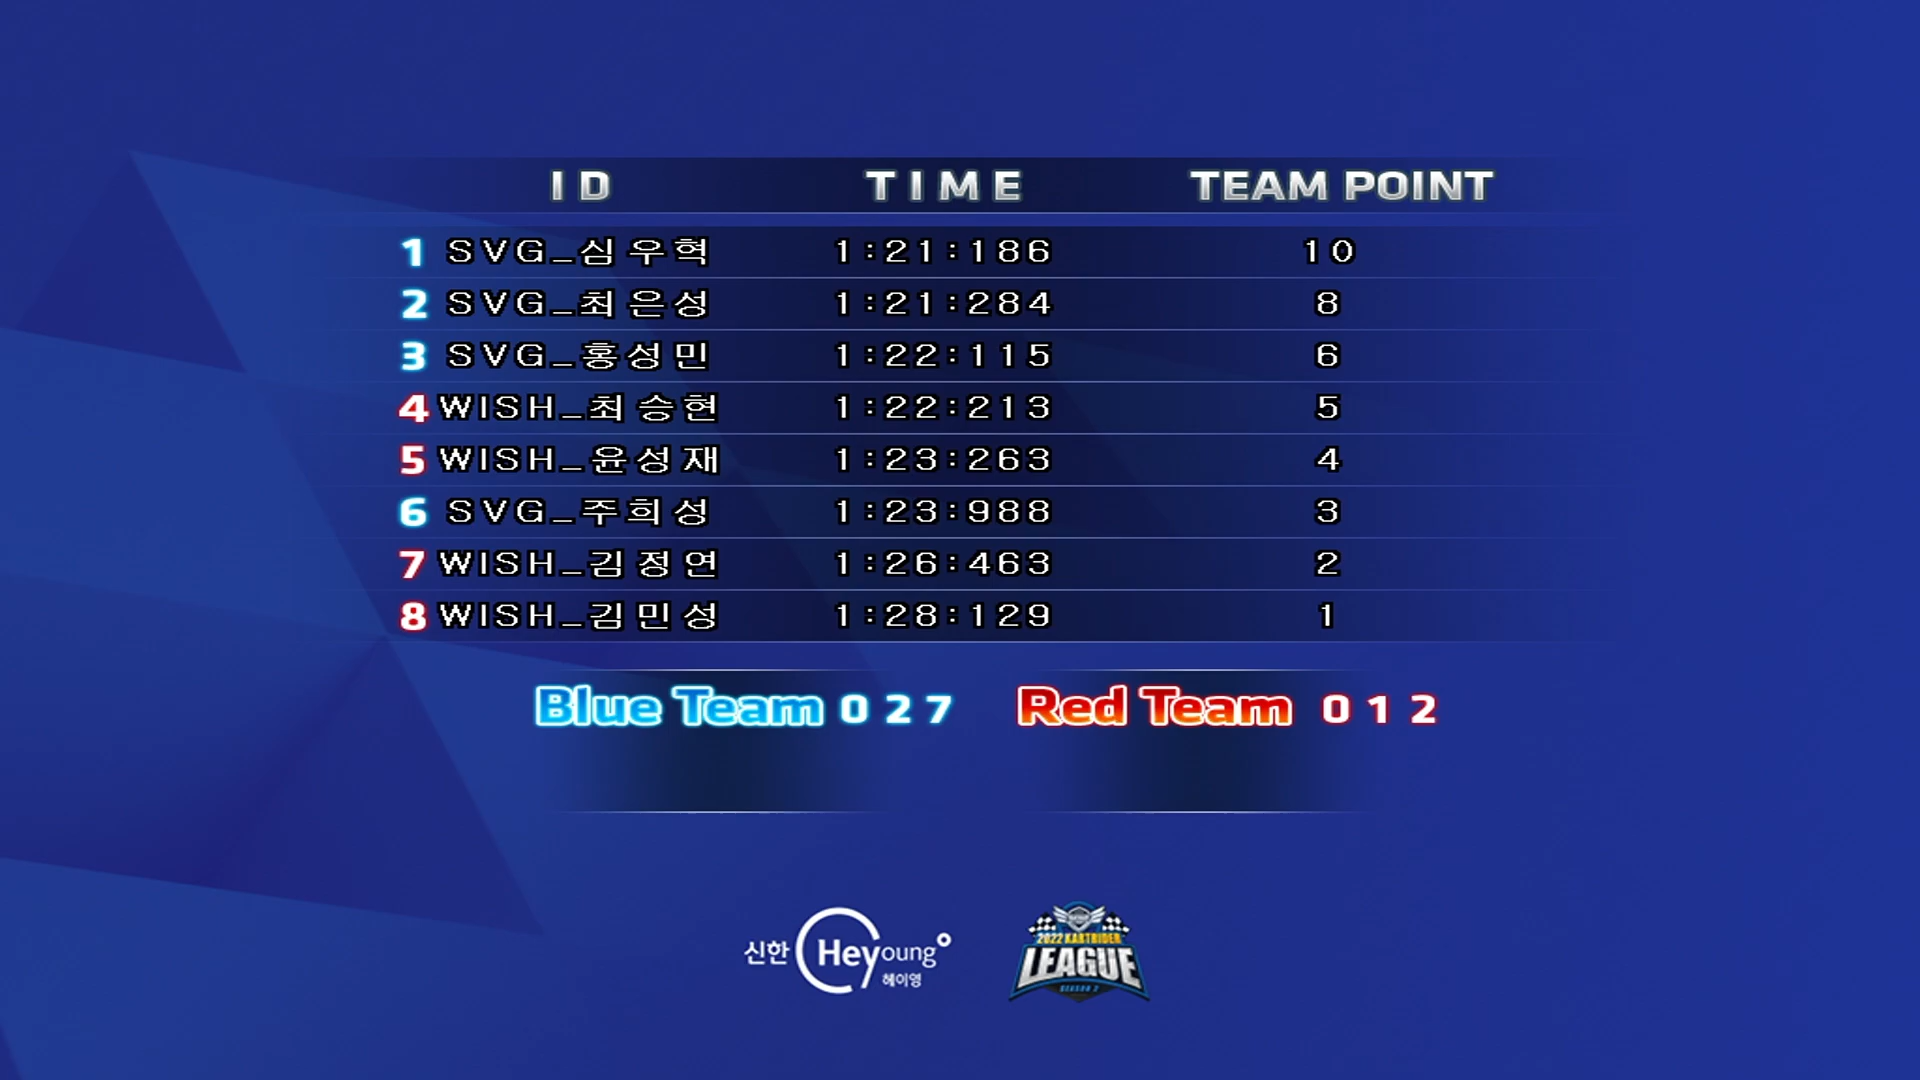 ID TIME TEAM POINT
1 SVG_심우혁 1:21:186 10
2 SVG_최은성 1:21:284 8
3 SVG_홍성민 1:22:115 6
4 WISH_최승현 1:22:213 5
5 WISH_윤성재 1:23:263 4
6 SVG_주희성 1:23:988 3
7 WISH_김정연 1:26:463 2
8 WISH_김민성 1:28:129 1
Blue Team 027 Red Team 012
신한 Heyoung
헤이영
2022 KARTRIDER
LEAGUE
SEASON 2